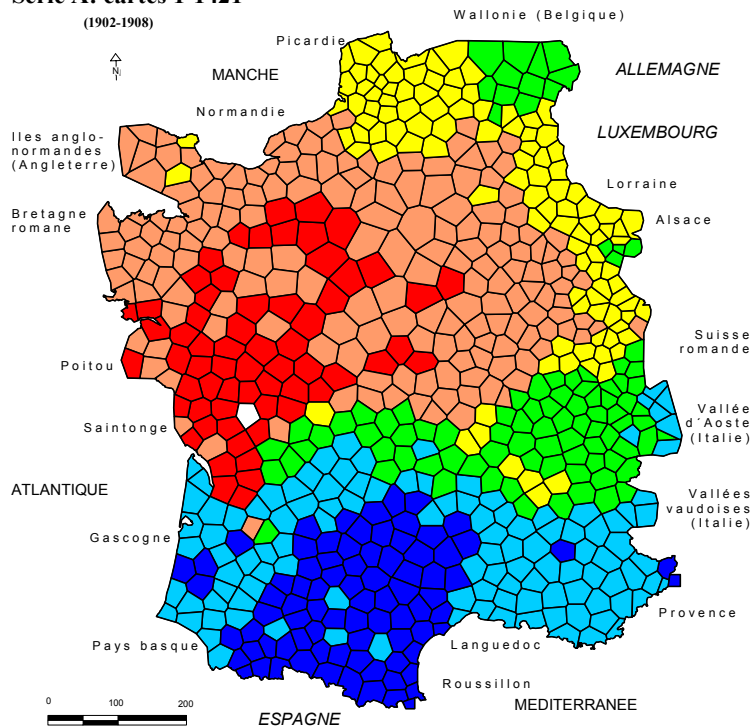 Série A: cartes 1-1421
(1902-1908)
Wallonie (Belgique)
Picardie
N
MANCHE
ALLEMAGNE
Normandie
Iles anglo-
normandes
(Angleterre)
LUXEMBOURG
Lorraine
Bretagne
romane
Alsace
Suisse
romande
Poitou
Vallée
d´Aoste
(Italie)
Saintonge
ATLANTIQUE
Vallées
vaudoises
(Italie)
Gascogne
Provence
Pays basque
Languedoc
Roussillon
MEDITERRANEE
0 100 200
ESPAGNE